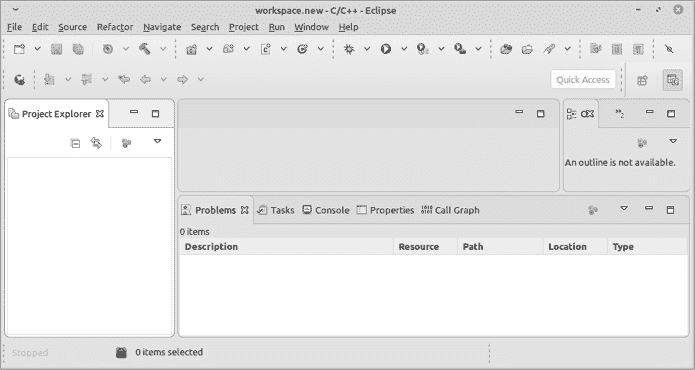 workspace.new - C/C++ - Eclipse
File Edit Source Refactor Navigate Search Project Run Window Help
Quick Access
Project Explorer
An outline is not available.
Problems Tasks Console Properties Call Graph
0 items
Description Resource Path Location Type
Stopped 0 items selected